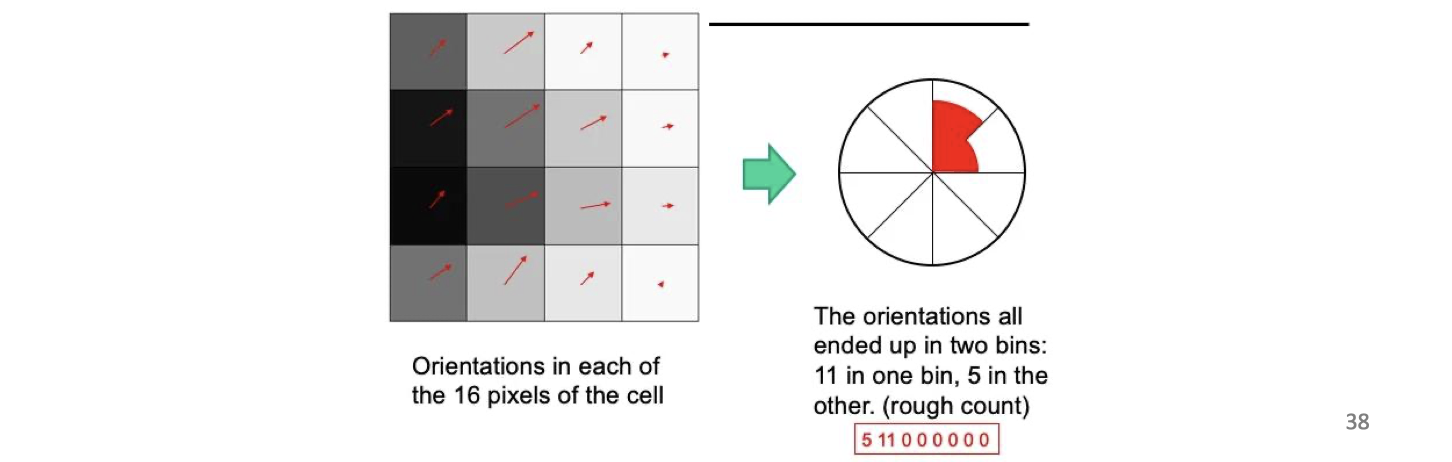 Orientations in each of
the 16 pixels of the cell
The orientations all
ended up in two bins:
11 in one bin, 5 in the
other. (rough count)
5 11 0 0 0 0 0 0
38